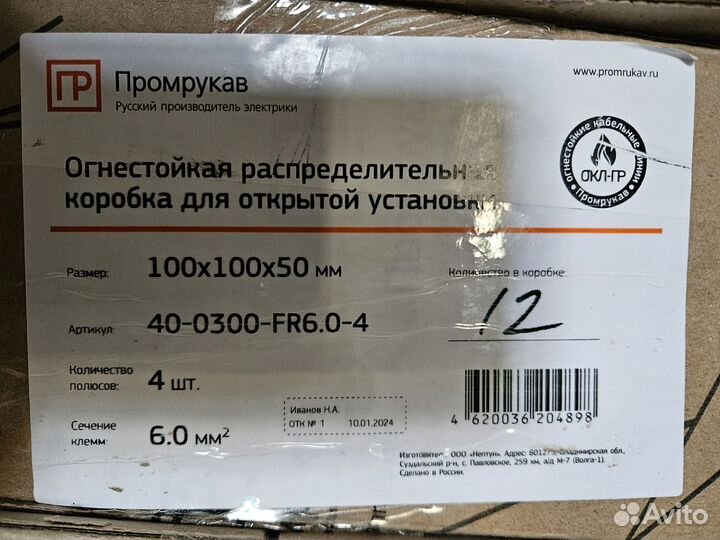 ПР Промрукав
Русский производитель электрики
www.promrukav.ru
Огнестойкая распределительная
коробка для открытой установки
огнестойкие кабельные линии
ОКЛ-ПР
Промрукав
Размер: 100x100x50 мм
Количество в коробке:
12
Артикул: 40-0300-FR6.0-4
Количество
полюсов: 4 шт.
Сечение
клемм: 6.0 мм²
Иванов Н.А.
ОТК № 1 10.01.2024
4 620036 204898
Изготовитель: ООО «Нептун». Адрес: 601275, Владимирская обл.,
Суздальский р-н, с. Павловское, 259 км, а/д М-7 (Волга-1).
Сделано в России.
Avito